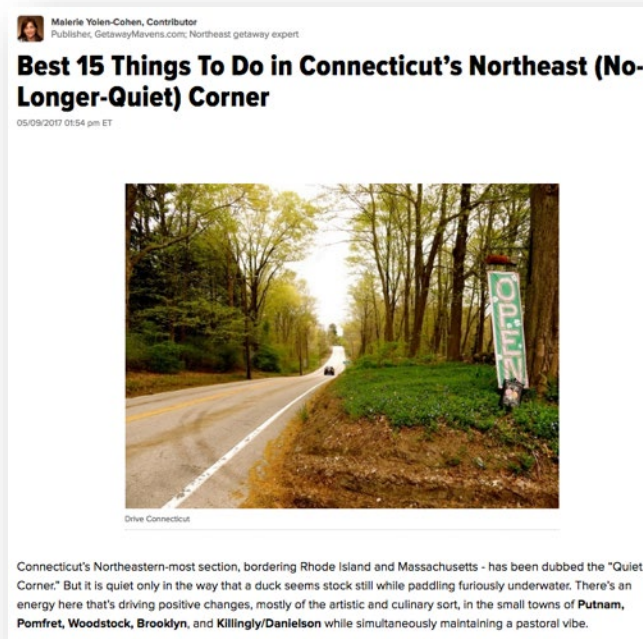 Malerie Yolen-Cohen, Contributor
Publisher, GetawayMavens.com; Northeast getaway expert
Best 15 Things To Do in Connecticut's Northeast (No-
Longer-Quiet) Corner
05/09/2017 01:54 pm ET
OPEN
Drive Connecticut
Connecticut's Northeastern-most section, bordering Rhode Island and Massachusetts - has been dubbed the "Quiet
Corner." But it is quiet only in the way that a duck seems stock still while paddling furiously underwater. There's an
energy here that's driving positive changes, mostly of the artistic and culinary sort, in the small towns of Putnam,
Pomfret, Woodstock, Brooklyn, and Killingly/Danielson while simultaneously maintaining a pastoral vibe.